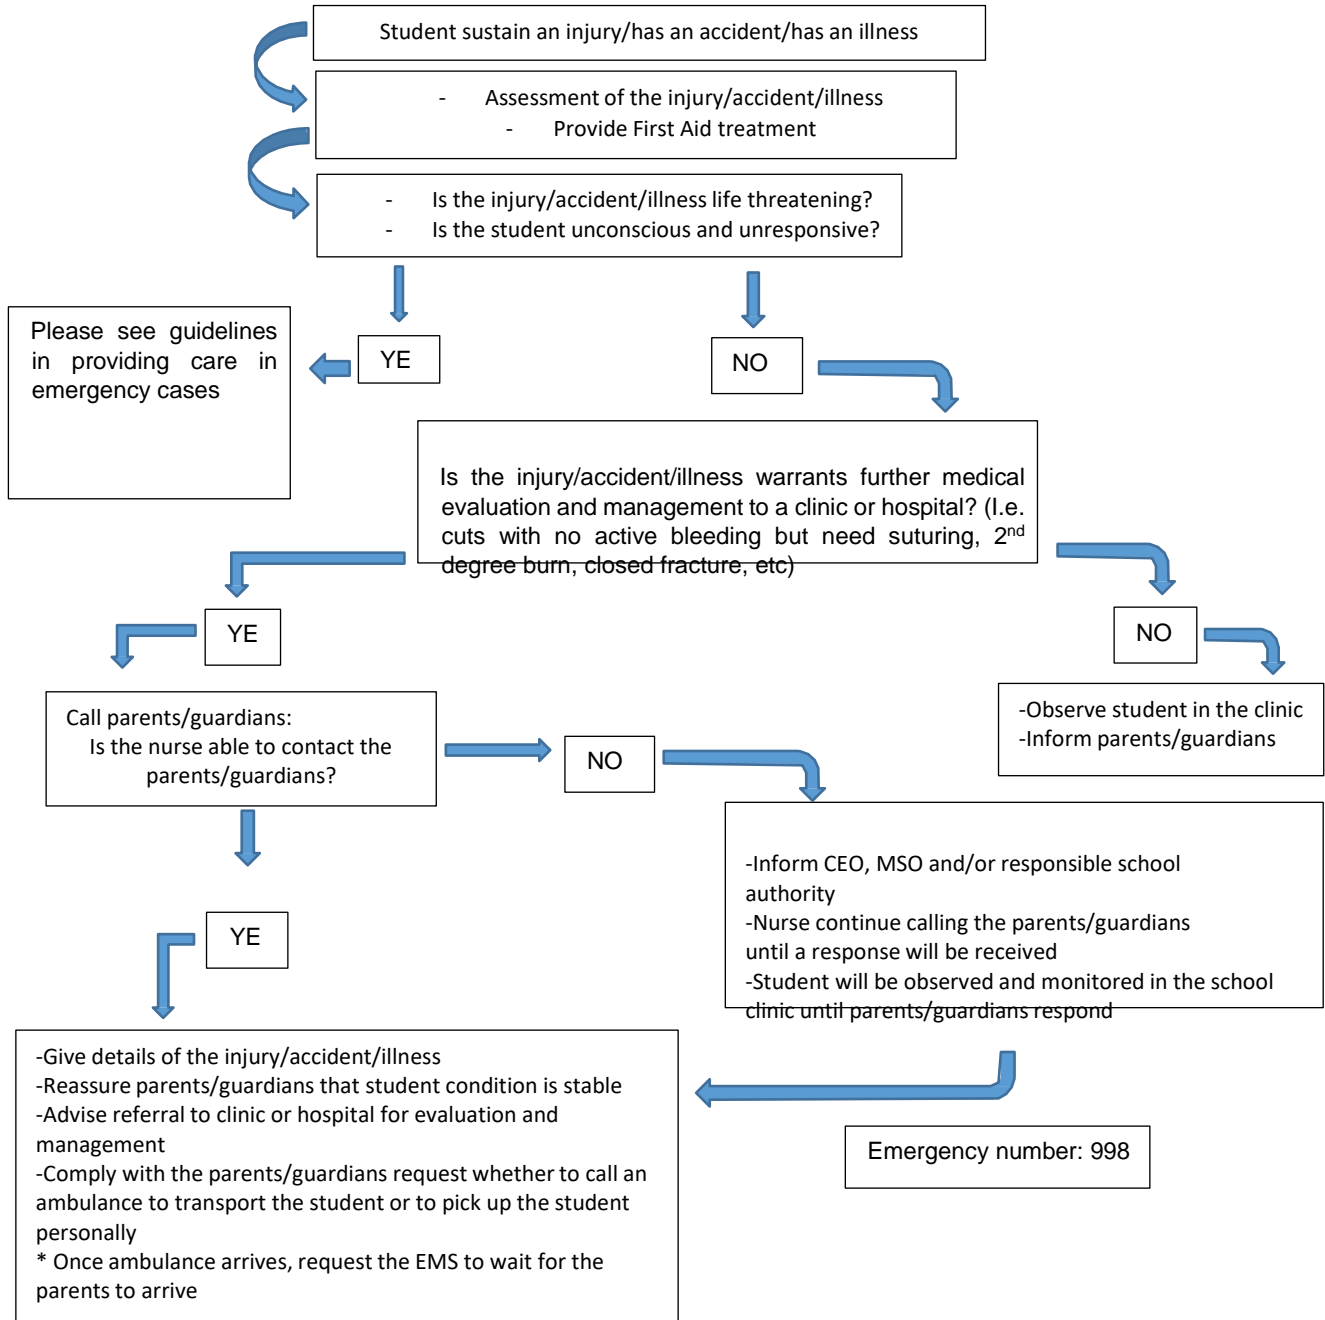 Student sustain an injury/has an accident/has an illness
- Assessment of the injury/accident/illness
- Provide First Aid treatment
- Is the injury/accident/illness life threatening?
- Is the student unconscious and unresponsive?
Please see guidelines
in providing care in
emergency cases
YE
NO
Is the injury/accident/illness warrants further medical
evaluation and management to a clinic or hospital? (I.e.
cuts with no active bleeding but need suturing, 2nd
degree burn, closed fracture, etc)
YE
NO
-Observe student in the clinic
-Inform parents/guardians
Call parents/guardians:
Is the nurse able to contact the
parents/guardians?
NO
-Inform CEO, MSO and/or responsible school
authority
-Nurse continue calling the parents/guardians
until a response will be received
-Student will be observed and monitored in the school
clinic until parents/guardians respond
YE
-Give details of the injury/accident/illness
-Reassure parents/guardians that student condition is stable
-Advise referral to clinic or hospital for evaluation and
management
-Comply with the parents/guardians request whether to call an
ambulance to transport the student or to pick up the student
personally
* Once ambulance arrives, request the EMS to wait for the
parents to arrive
Emergency number: 998